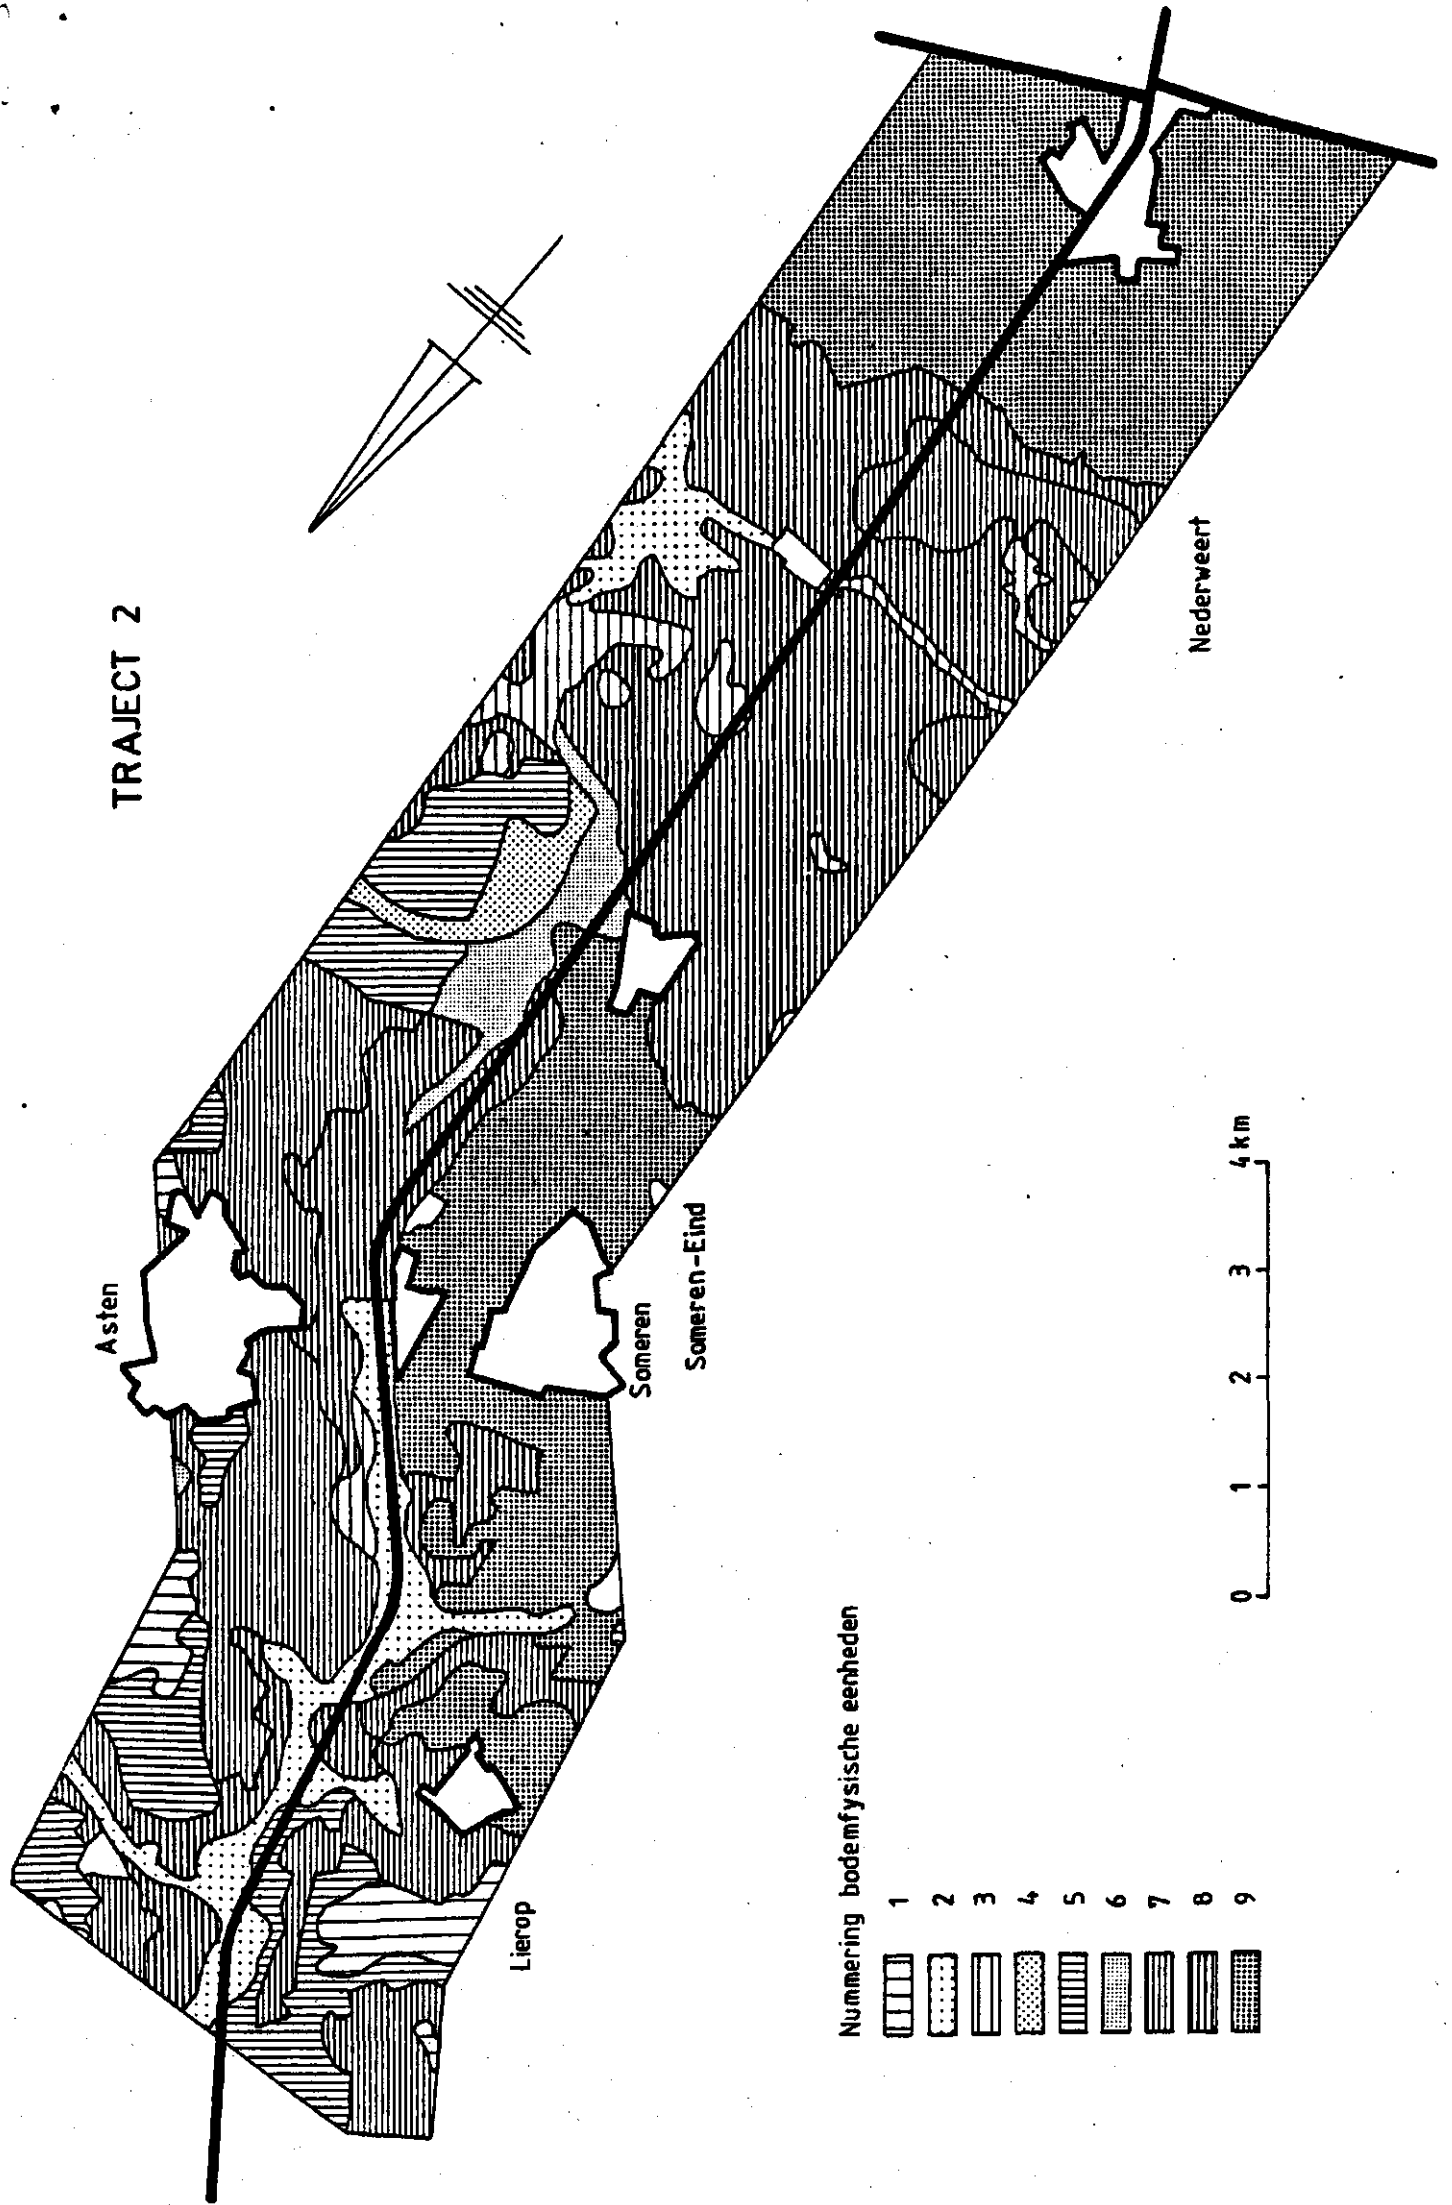 TRAJECT 2
Asten
Nederweert
Someren
Someren-Eind
Lierop
Nummering bodemfysische eenheden
1
2
3
4
5
6
7
8
9
0 1 2 3 4 km